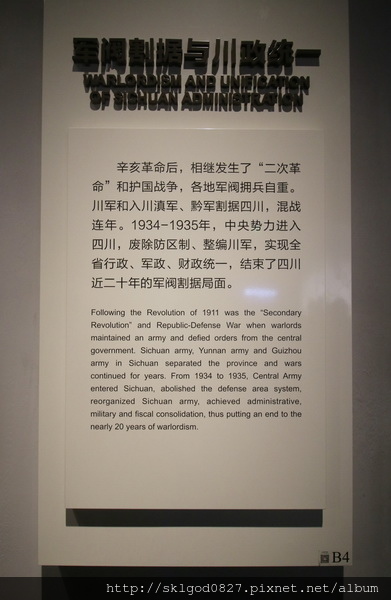 军阀割据与川政统一
WARLORDISM AND UNIFICATION
OF SICHUAN ADMINISTRATION
辛亥革命后，相继发生了“二次革
命”和护国战争，各地军阀拥兵自重。
川军和入川滇军、黔军割据四川，混战
连年。1934-1935年，中央势力进入
四川，废除防区制、整编川军，实现全
省行政、军政、财政统一，结束了四川
近二十年的军阀割据局面。
Following the Revolution of 1911 was the “Secondary
Revolution” and Republic-Defense War when warlords
maintained an army and defied orders from the central
government. Sichuan army, Yunnan army and Guizhou
army in Sichuan separated the province and wars
continued for years. From 1934 to 1935, Central Army
entered Sichuan, abolished the defense area system,
reorganized Sichuan army, achieved administrative,
military and fiscal consolidation, thus putting an end to the
nearly 20 years of warlordism.
B4
http://sklgod0827.pixnet.net/album